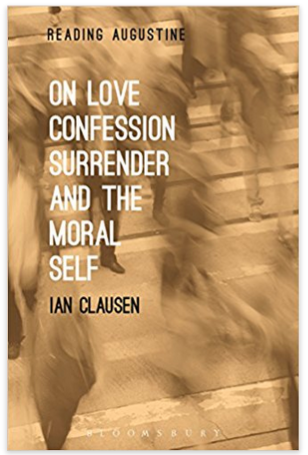 READING AUGUSTINE
ON LOVE
CONFESSION
SURRENDER
AND THE
MORAL
SELF
IAN CLAUSEN
BLOOMSBURY